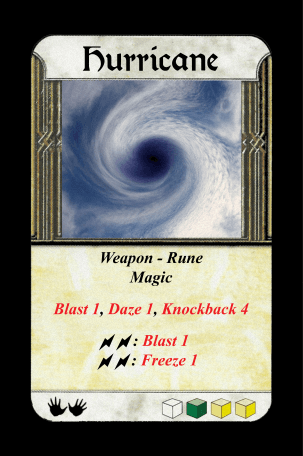 Hurricane
Weapon - Rune
Magic
Blast 1, Daze 1, Knockback 4
: Blast 1
: Freeze 1